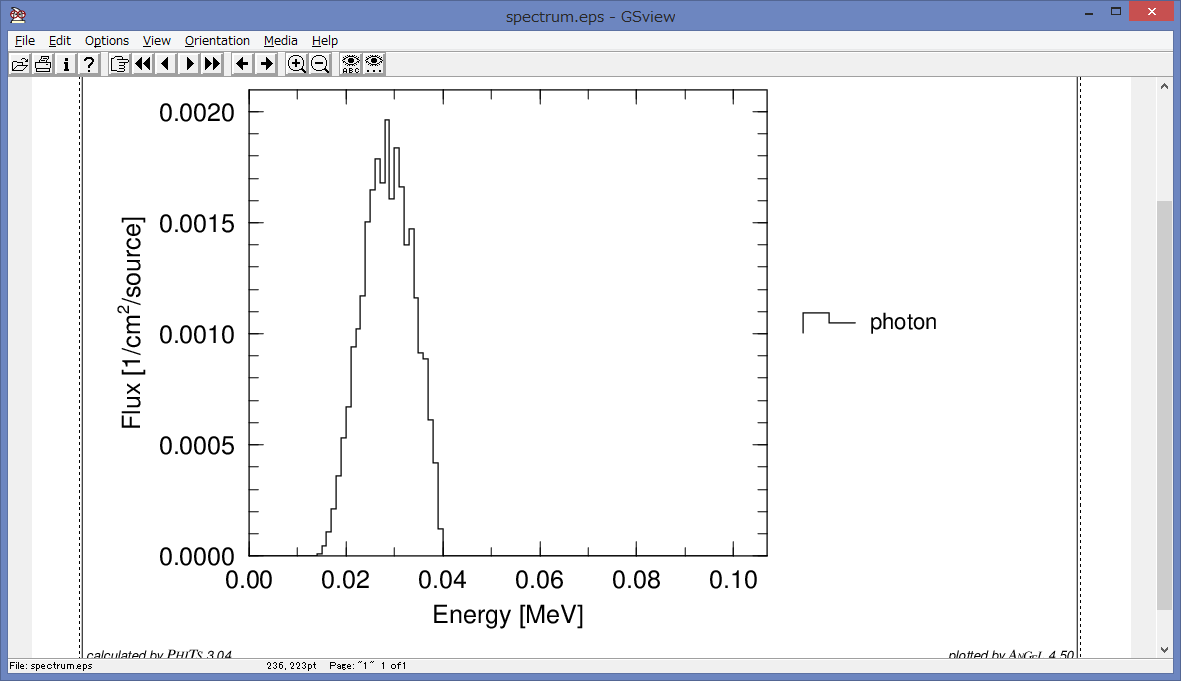 spectrum.eps - GSview
File Edit Options View Orientation Media Help
0.0020
0.0015
0.0010
0.0005
0.0000
Flux [1/cm²/source]
0.00 0.02 0.04 0.06 0.08 0.10
Energy [MeV]
photon
calculated by PHITS 3.04
plotted by ANGEL 4.50
File: spectrum.eps 236, 223pt Page: "1" 1 of 1